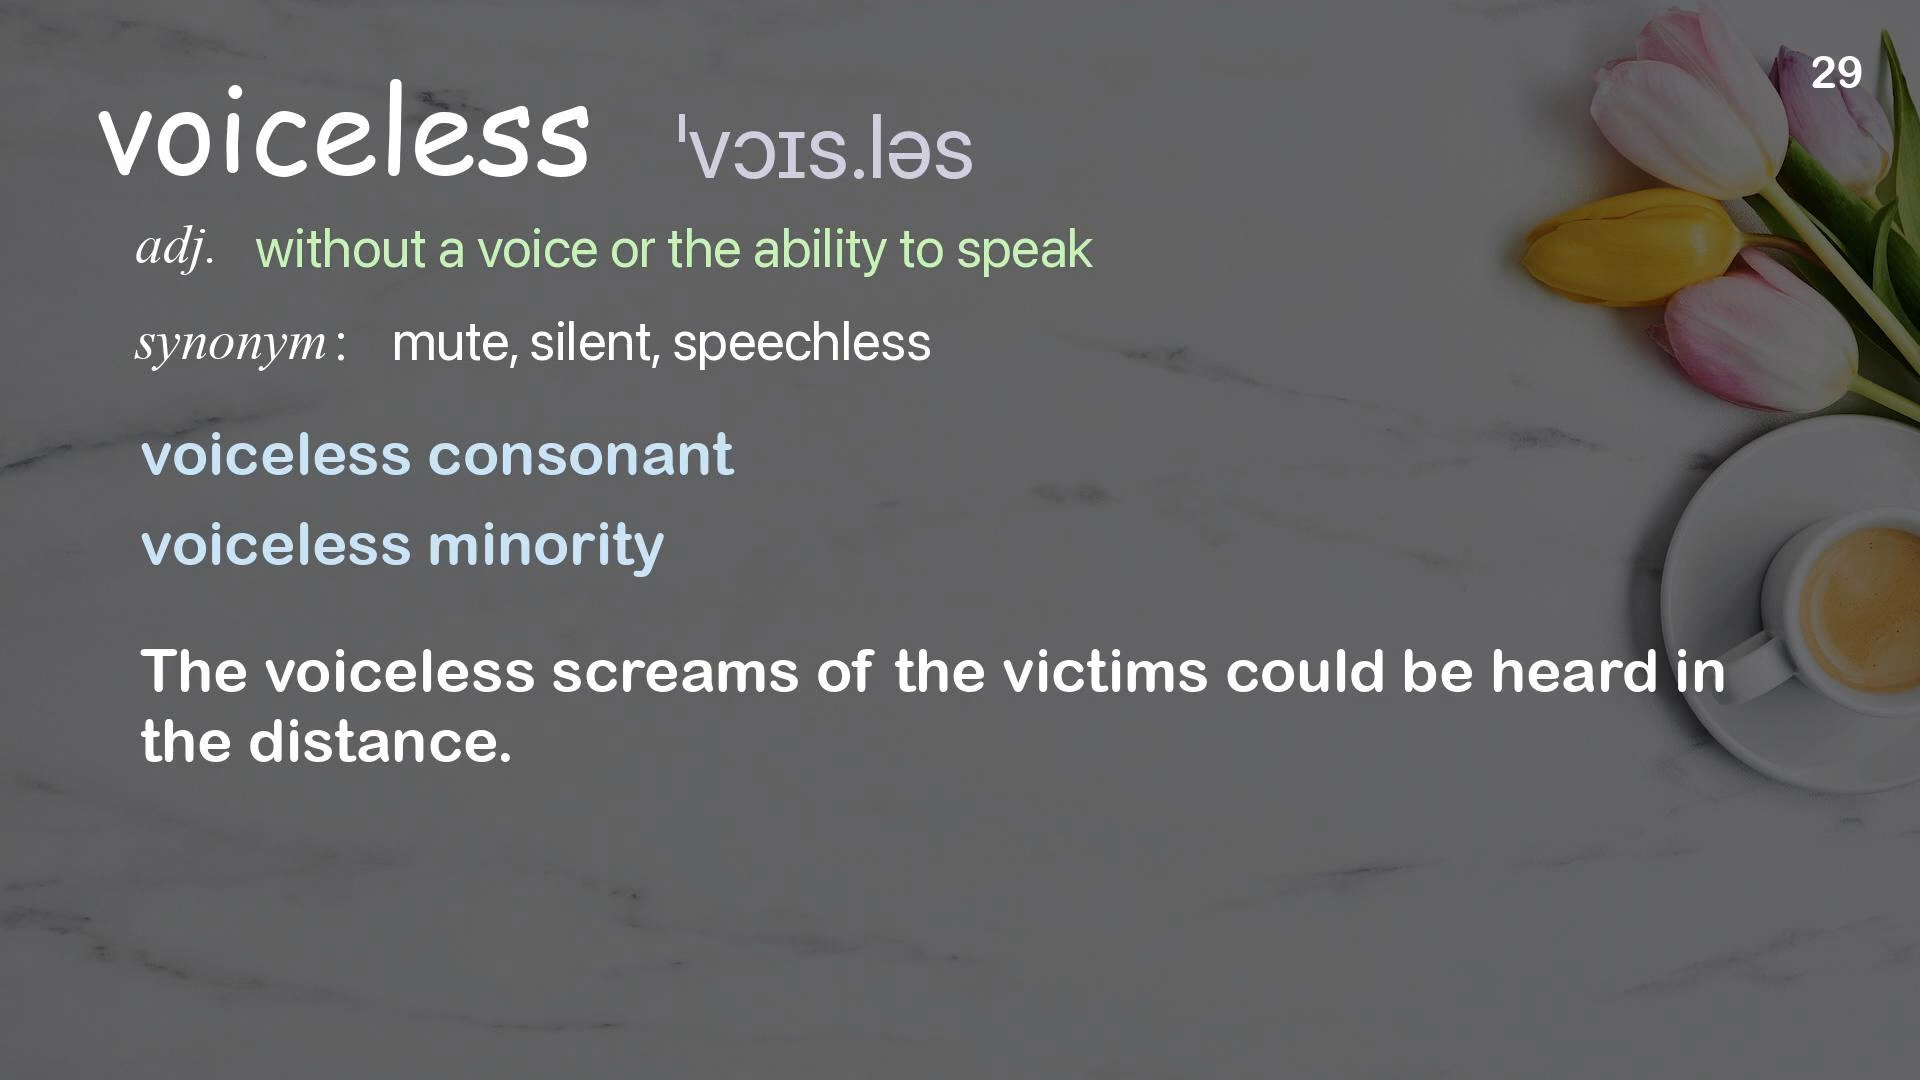 29
voiceless ˈvɔɪs.ləs
adj. without a voice or the ability to speak
synonym : mute, silent, speechless
voiceless consonant
voiceless minority
The voiceless screams of the victims could be heard in
the distance.